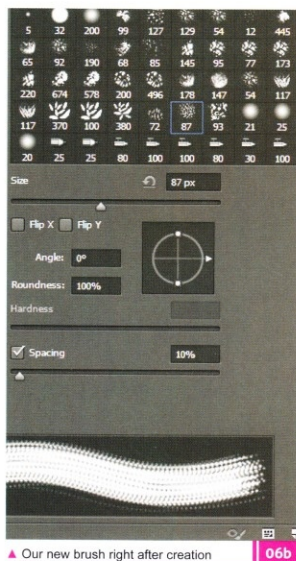 5 32 200 99 127 129 54 12 445
65 92 190 68 85 145 95 77 173
220 674 578 200 496 178 147 54 117
117 370 100 380 72 87 93 21 25
20 25 25 80 100 100 80 30 100
Size 87 px
Flip X Flip Y
Angle: 0º
Roundness: 100%
Hardness
Spacing 10%
▲ Our new brush right after creation 06b